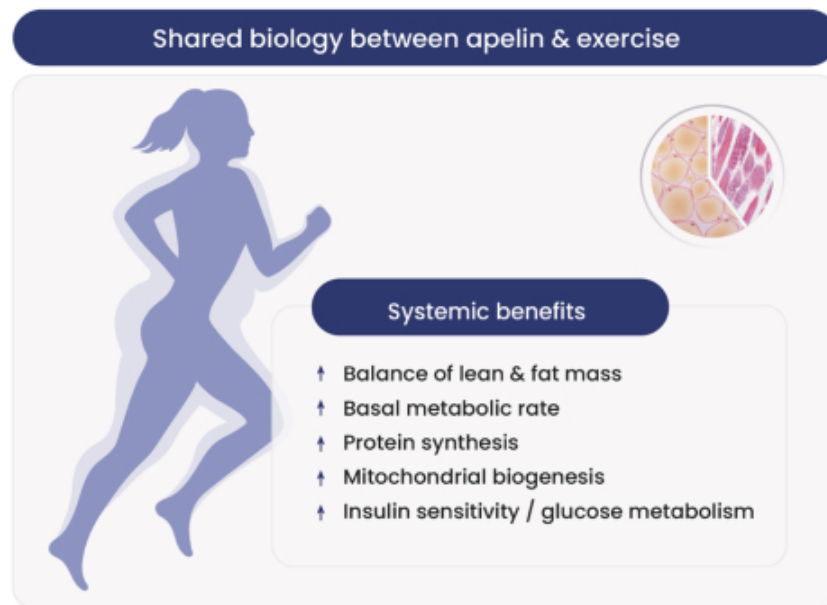 Shared biology between apelin & exercise
Systemic benefits
↑ Balance of lean & fat mass
↑ Basal metabolic rate
↑ Protein synthesis
↑ Mitochondrial biogenesis
↑ Insulin sensitivity / glucose metabolism